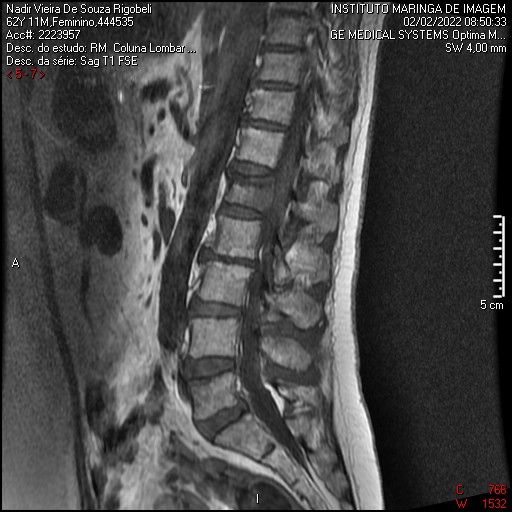 Nadir Vieira De Souza Rigobeli
62Y 11M,Feminino,444535
Acc#: 2223957
Desc. do estudo: RM Coluna Lombar ...
Desc. da série: Sag T1 FSE
< 5 - 7 >
INSTITUTO MARINGA DE IMAGEM
02/02/2022 08:50:33
GE MEDICAL SYSTEMS Optima M...
SW 4,00 mm
A
5 cm
I
C 766
W 1532